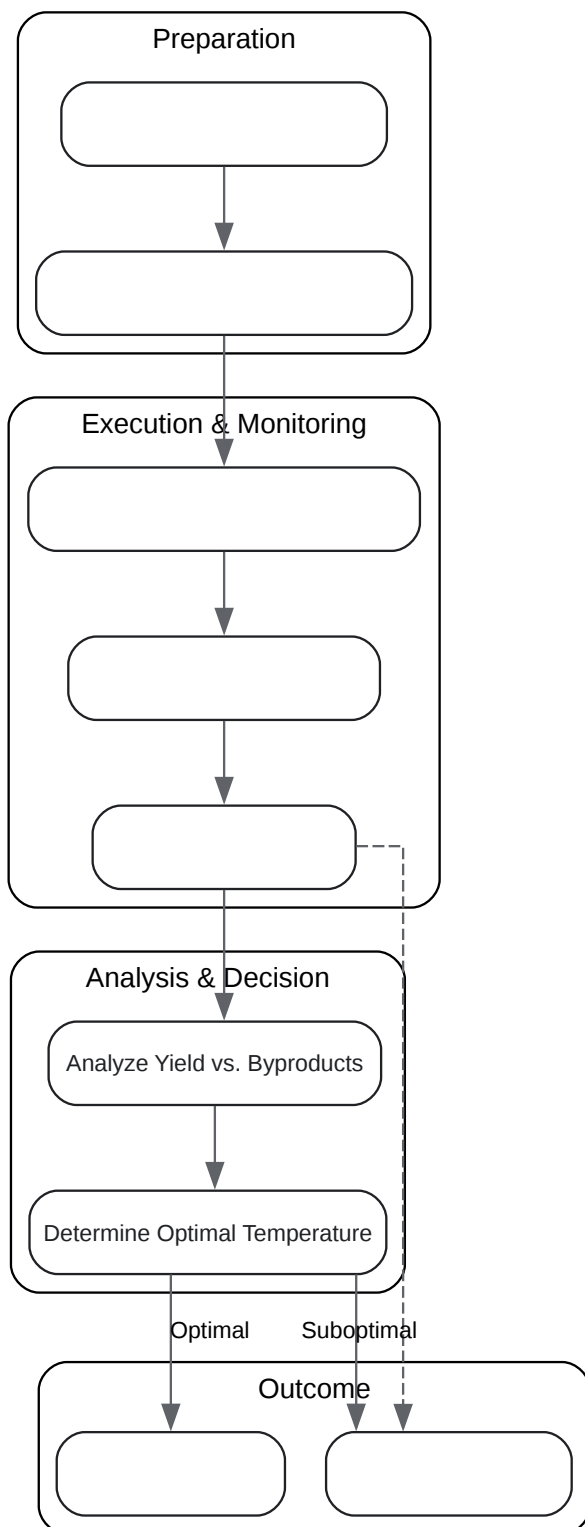 Preparation
Execution & Monitoring
Analysis & Decision
Analyze Yield vs. Byproducts
Determine Optimal Temperature
Optimal
Suboptimal
Outcome